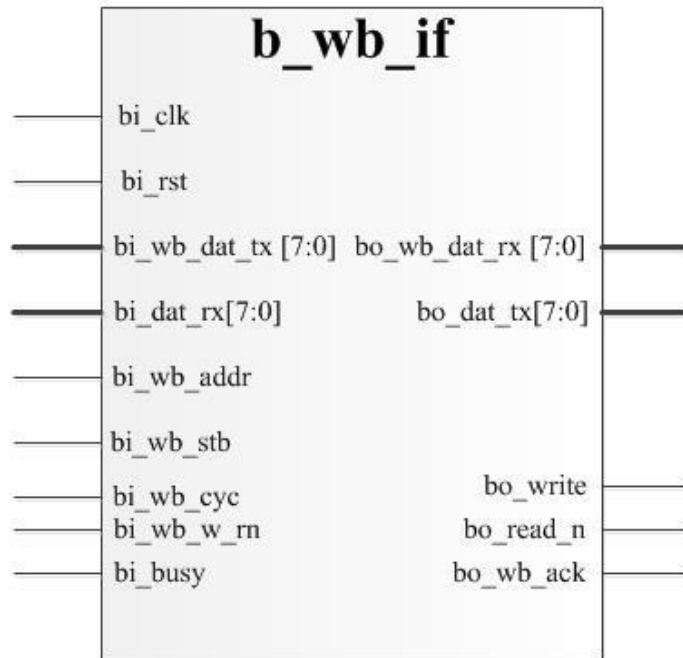 b_wb_if
bi_clk
bi_rst
bi_wb_dat_tx [7:0] bo_wb_dat_rx [7:0]
bi_dat_rx[7:0] bo_dat_tx[7:0]
bi_wb_addr
bi_wb_stb
bi_wb_cyc bo_write
bi_wb_w_rn bo_read_n
bi_busy bo_wb_ack